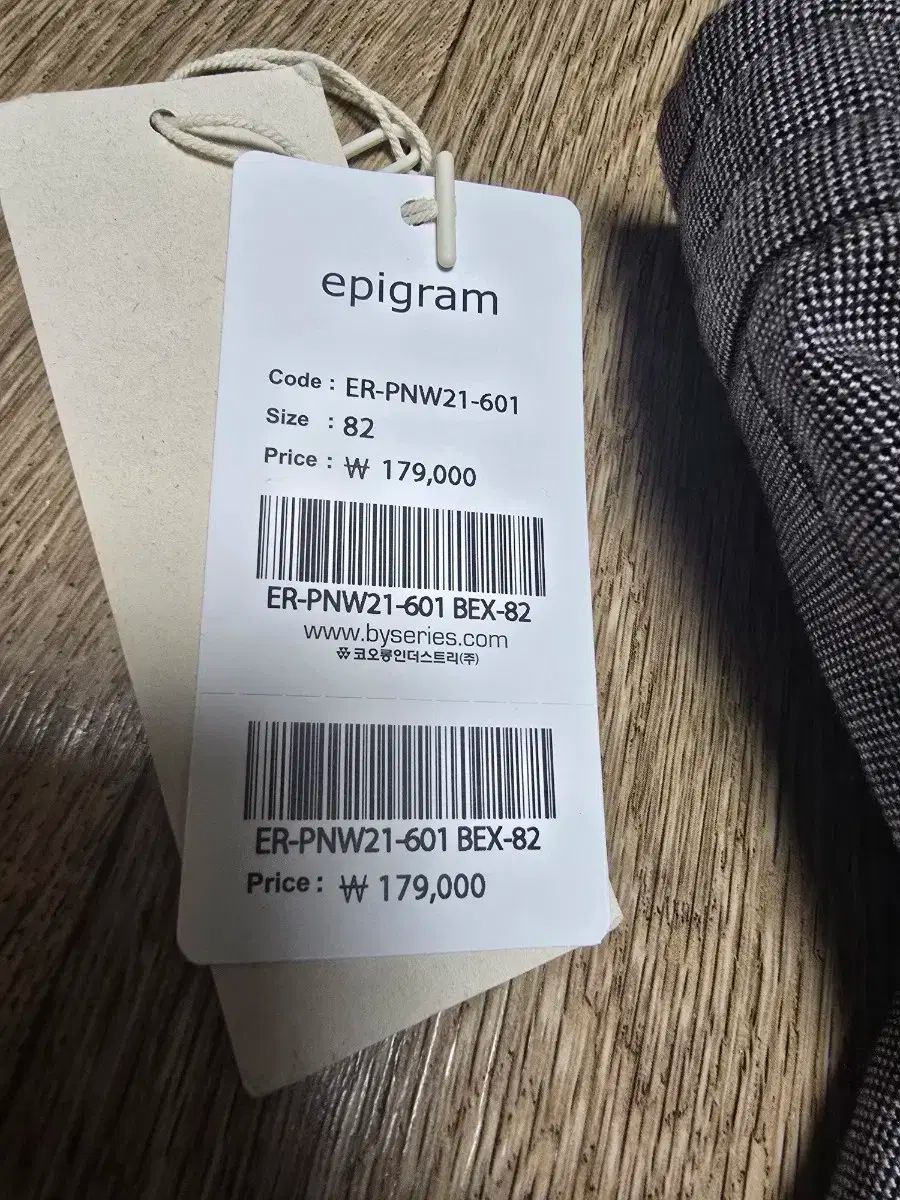 epigram
Code : ER-PNW21-601
Size : 82
Price : ₩ 179,000
ER-PNW21-601 BEX-82
www.byseries.com
코오롱인더스트리(주)
ER-PNW21-601 BEX-82
Price : ₩ 179,000